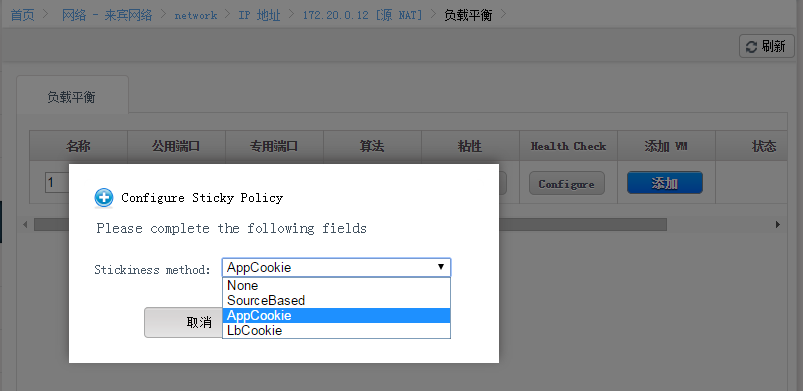 首页 > 网络 - 来宾网络 > network > IP 地址 > 172.20.0.12 [源 NAT] > 负载平衡 >
刷新
负载平衡
名称 公用端口 专用端口 算法 粘性 Health Check 添加 VM 状态
1 Configure 添加
Configure Sticky Policy
Please complete the following fields
Stickiness method: AppCookie
None
SourceBased
AppCookie
取消
LbCookie